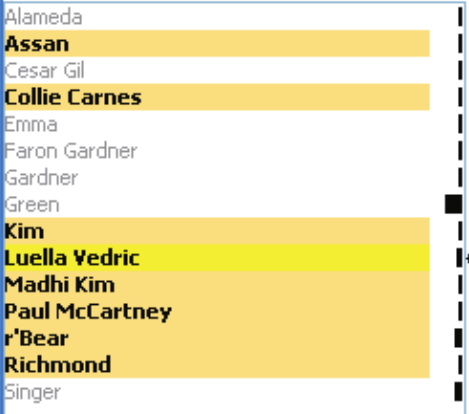 Alameda
Assan
Cesar Gil
Collie Carnes
Emma
Faron Gardner
Gardner
Green
Kim
Luella Vedric
Madhi Kim
Paul McCartney
r'Bear
Richmond
Singer